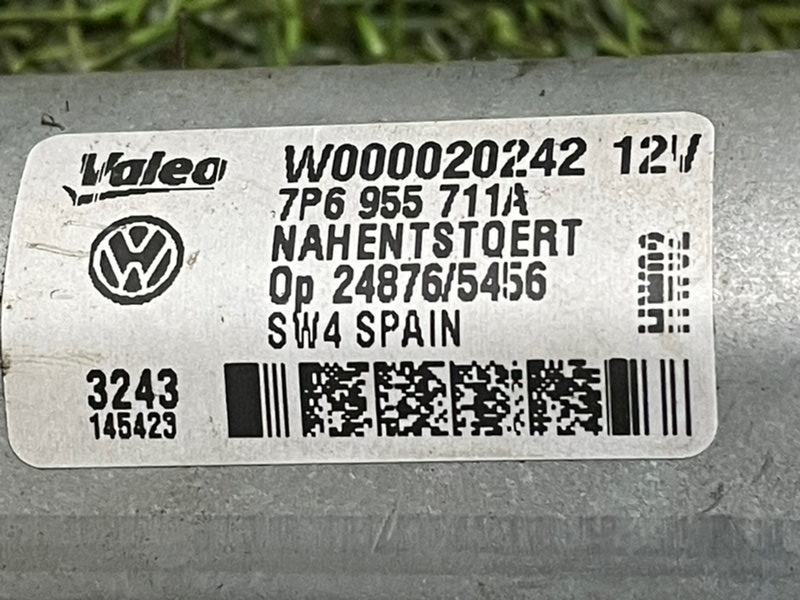 Valeo W000020242 12V
7P6 955 711A
NAHENTSTOERT
Op 24876/5456
SW4 SPAIN
3243
145423